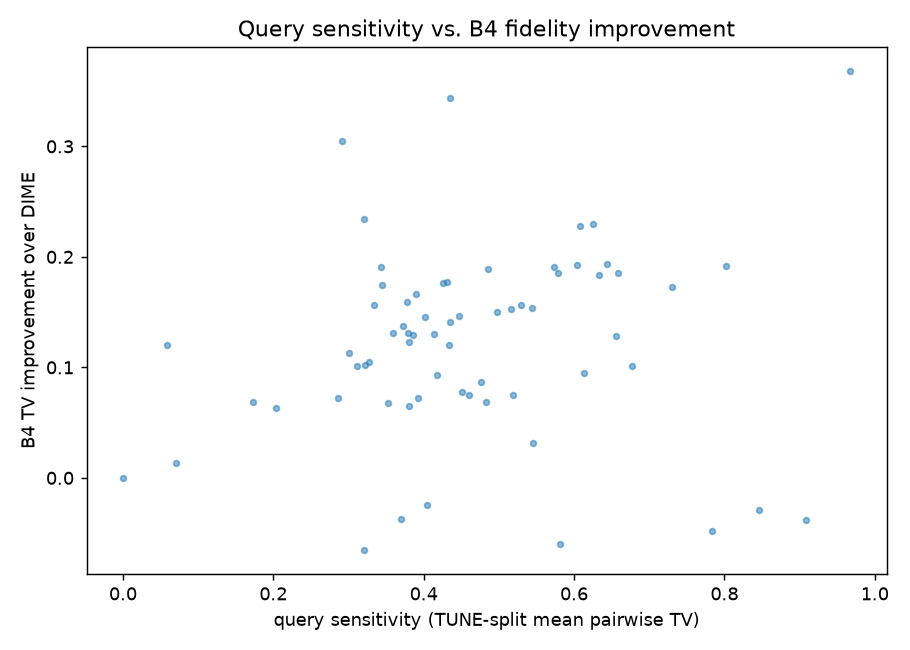 Query sensitivity vs. B4 fidelity improvement
B4 TV improvement over DIME
0.3
0.2
0.1
0.0
0.0 0.2 0.4 0.6 0.8 1.0
query sensitivity (TUNE-split mean pairwise TV)